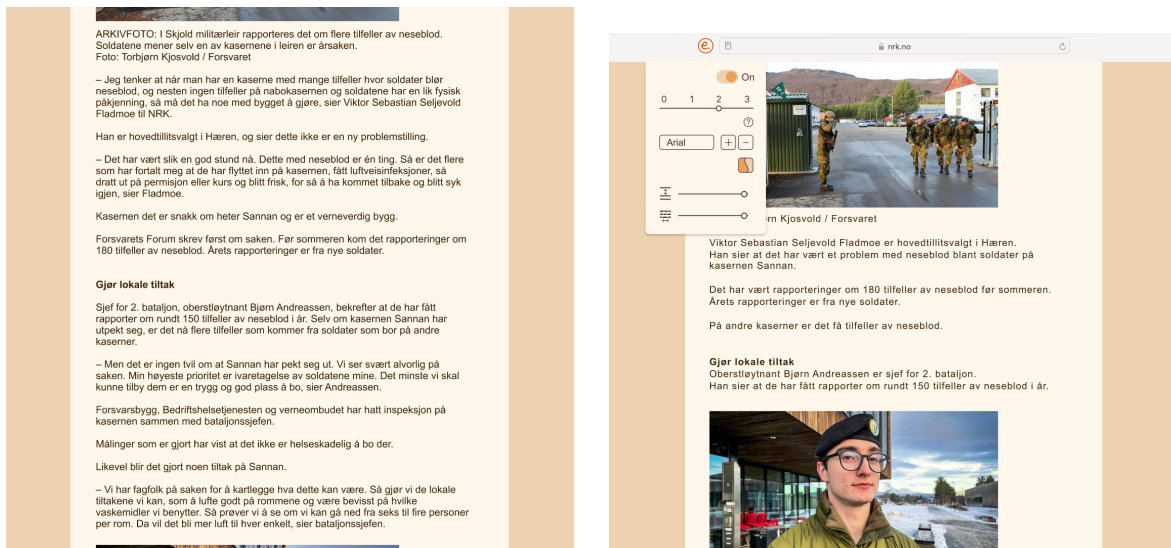 ARKIVFOTO: I Skjold militærleir rapporteres det om flere tilfeller av neseblod.
Soldatene mener selv en av kasernene i leiren er årsaken.
Foto: Torbjørn Kjosvold / Forsvaret
– Jeg tenker at når man har en kaserne med mange tilfeller hvor soldater blør
neseblod, og nesten ingen tilfeller på nabokasernen og soldatene har en lik fysisk
påkjenning, så må det ha noe med bygget å gjøre, sier Viktor Sebastian Seljevold
Fladmoe til NRK.
Han er hovedtillitsvalgt i Hæren, og sier dette ikke er en ny problemstilling.
– Det har vært slik en god stund nå. Dette med neseblod er én ting. Så er det flere
som har fortalt meg at de har flyttet inn på kasernen, fått luftveisinfeksjoner, så
dratt ut på permisjon eller kurs og blitt frisk, for så å ha kommet tilbake og blitt syk
igjen, sier Fladmoe.
Kasernen det er snakk om heter Sannan og er et verneverdig bygg.
Forsvarets Forum skrev først om saken. Før sommeren kom det rapporteringer om
180 tilfeller av neseblod. Årets rapporteringer er fra nye soldater.
Gjør lokale tiltak
Sjef for 2. bataljon, oberstløytnant Bjørn Andreassen, bekrefter at de har fått
rapporter om rundt 150 tilfeller av neseblod i år. Selv om kasernen Sannan har
utpekt seg, er det nå flere tilfeller som kommer fra soldater som bor på andre
kaserner.
– Men det er ingen tvil om at Sannan har pekt seg ut. Vi ser svært alvorlig på
saken. Min høyeste prioritet er ivaretagelse av soldatene mine. Det minste vi skal
kunne tilby dem er en trygg og god plass å bo, sier Andreassen.
Forsvarsbygg, Bedriftshelsetjenesten og verneombudet har hatt inspeksjon på
kasernen sammen med bataljonssjefen.
Målinger som er gjort har vist at det ikke er helseskadelig å bo der.
Likevel blir det gjort noen tiltak på Sannan.
– Vi har fagfolk på saken for å kartlegge hva dette kan være. Så gjør vi de lokale
tiltakene vi kan, som å lufte godt på rommene og være bevisst på hvilke
vaskemidler vi benytter. Så prøver vi å se om vi kan gå ned fra seks til fire personer
per rom. Da vil det bli mer luft til hver enkelt, sier bataljonssjefen.
e.
nrk.no
On
0 1 2 3
?
Arial + −
rn Kjosvold / Forsvaret
Viktor Sebastian Seljevold Fladmoe er hovedtillitsvalgt i Hæren.
Han sier at det har vært et problem med neseblod blant soldater på
kasernen Sannan.
Det har vært rapporteringer om 180 tilfeller av neseblod før sommeren.
Årets rapporteringer er fra nye soldater.
På andre kaserner er det få tilfeller av neseblod.
Gjør lokale tiltak
Oberstløytnant Bjørn Andreassen er sjef for 2. bataljon.
Han sier at de har fått rapporter om rundt 150 tilfeller av neseblod i år.